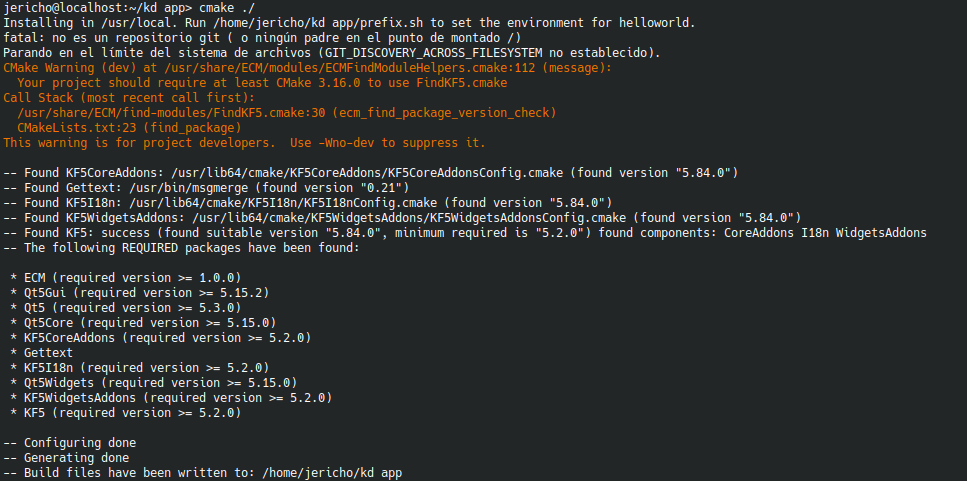 jericho@localhost:~/kd app> cmake ./
Installing in /usr/local. Run /home/jericho/kd app/prefix.sh to set the environment for helloworld.
fatal: no es un repositorio git ( o ningún padre en el punto de montado /)
Parando en el límite del sistema de archivos (GIT_DISCOVERY_ACROSS_FILESYSTEM no establecido).
CMake Warning (dev) at /usr/share/ECM/modules/ECMFindModuleHelpers.cmake:112 (message):
  Your project should require at least CMake 3.16.0 to use FindKF5.cmake
Call Stack (most recent call first):
  /usr/share/ECM/find-modules/FindKF5.cmake:30 (ecm_find_package_version_check)
  CMakeLists.txt:23 (find_package)
This warning is for project developers.  Use -Wno-dev to suppress it.

-- Found KF5CoreAddons: /usr/lib64/cmake/KF5CoreAddons/KF5CoreAddonsConfig.cmake (found version "5.84.0")
-- Found Gettext: /usr/bin/msgmerge (found version "0.21")
-- Found KF5I18n: /usr/lib64/cmake/KF5I18n/KF5I18nConfig.cmake (found version "5.84.0")
-- Found KF5WidgetsAddons: /usr/lib64/cmake/KF5WidgetsAddons/KF5WidgetsAddonsConfig.cmake (found version "5.84.0")
-- Found KF5: success (found suitable version "5.84.0", minimum required is "5.2.0") found components: CoreAddons I18n WidgetsAddons
-- The following REQUIRED packages have been found:

 * ECM (required version >= 1.0.0)
 * Qt5Gui (required version >= 5.15.2)
 * Qt5 (required version >= 5.3.0)
 * Qt5Core (required version >= 5.15.0)
 * KF5CoreAddons (required version >= 5.2.0)
 * Gettext
 * KF5I18n (required version >= 5.2.0)
 * Qt5Widgets (required version >= 5.15.0)
 * KF5WidgetsAddons (required version >= 5.2.0)
 * KF5 (required version >= 5.2.0)

-- Configuring done
-- Generating done
-- Build files have been written to: /home/jericho/kd app